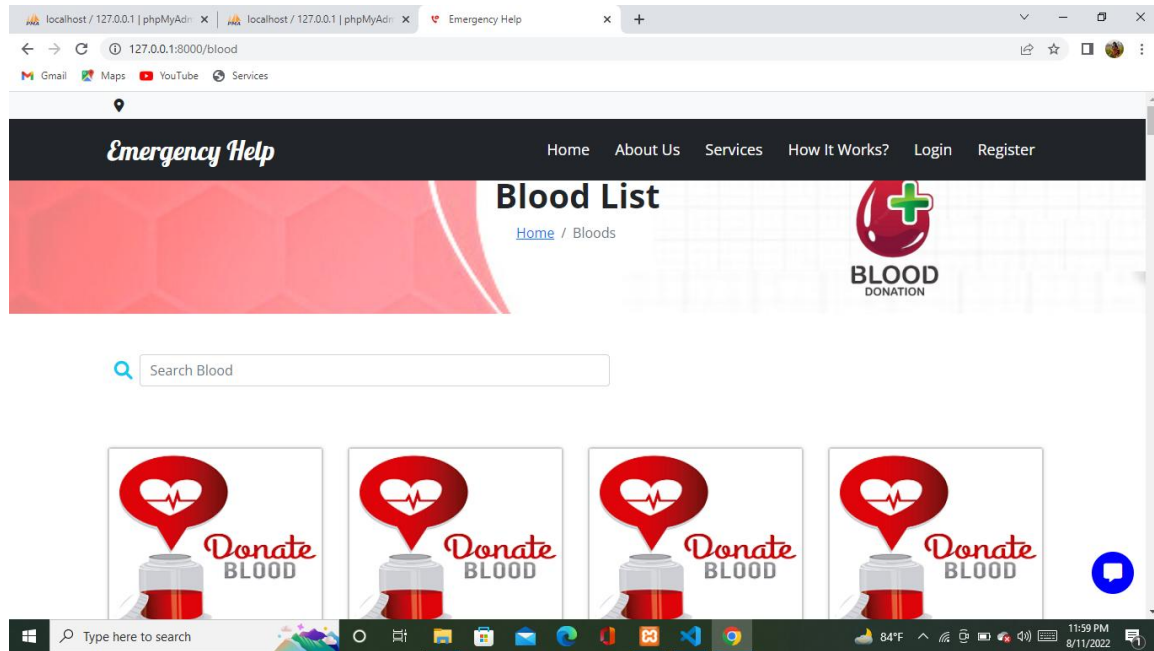 localhost / 127.0.0.1 | phpMyAdm
localhost / 127.0.0.1 | phpMyAdm
Emergency Help
127.0.0.1:8000/blood
Gmail
Maps
YouTube
Services
Emergency Help
Home
About Us
Services
How It Works?
Login
Register
Blood List
Home / Bloods
BLOOD
DONATION
Search Blood
Donate
BLOOD
Donate
BLOOD
Donate
BLOOD
Donate
BLOOD
Type here to search
84°F
11:59 PM
8/11/2022
1